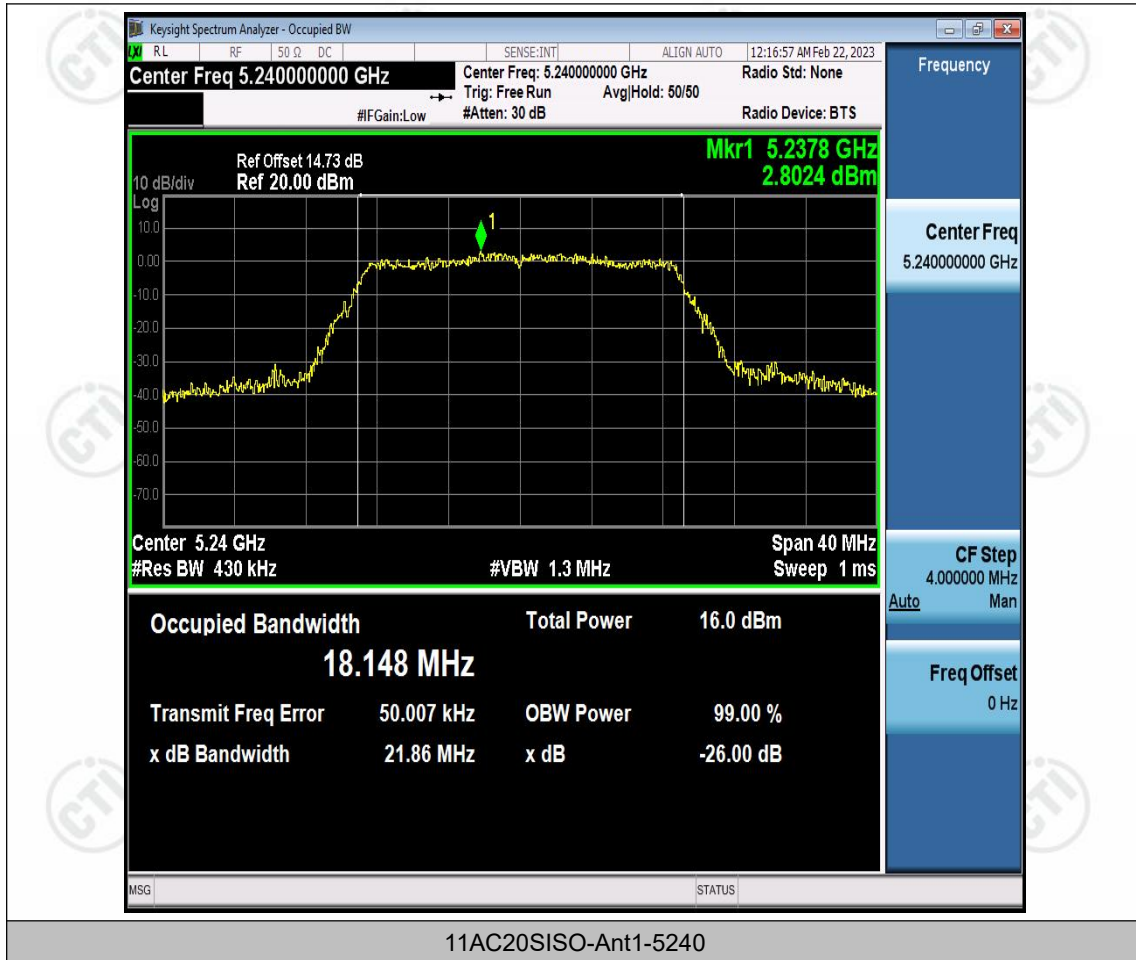 Keysight Spectrum Analyzer - Occupied BW
LXI RL RF 50 Ω DC SENSE:INT ALIGN AUTO 12:16:57 AM Feb 22, 2023
Center Freq 5.240000000 GHz Center Freq: 5.240000000 GHz Radio Std: None
Trig: Free Run Avg|Hold: 50/50
#IFGain:Low #Atten: 30 dB Radio Device: BTS
Frequency
Mkr1 5.2378 GHz
2.8024 dBm
Ref Offset 14.73 dB
10 dB/div Ref 20.00 dBm
Log
10.0
0.00
-10.0
-20.0
-30.0
-40.0
-50.0
-60.0
-70.0
1
Center 5.24 GHz Span 40 MHz
#Res BW 430 kHz #VBW 1.3 MHz Sweep 1 ms
Center Freq
5.240000000 GHz
CF Step
4.000000 MHz
Auto Man
Freq Offset
0 Hz
Occupied Bandwidth Total Power 16.0 dBm
18.148 MHz
Transmit Freq Error 50.007 kHz OBW Power 99.00 %
x dB Bandwidth 21.86 MHz x dB -26.00 dB
MSG STATUS
11AC20SISO-Ant1-5240
CTI
CTI
CTI
CTI
CTI
CTI